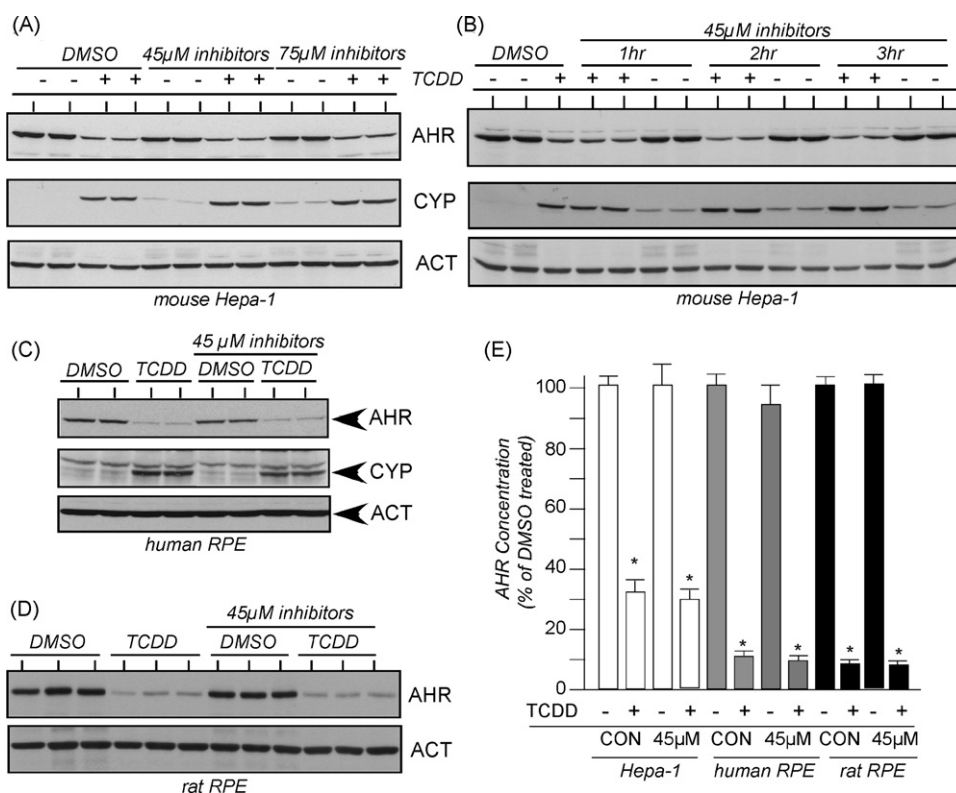 (A)
DMSO 45µM inhibitors 75µM inhibitors
- - + + - - + + - - + + TCDD
AHR
CYP
ACT
mouse Hepa-1
(B)
45µM inhibitors
DMSO 1hr 2hr 3hr
- - + + + - - + + - - + + - -
AHR
CYP
ACT
mouse Hepa-1
(C)
45 µM inhibitors
DMSO TCDD DMSO TCDD
AHR
CYP
ACT
human RPE
(D)
45µM inhibitors
DMSO TCDD DMSO TCDD
AHR
ACT
rat RPE
(E)
AHR Concentration
(% of DMSO treated)
100
80
60
40
30
20
10
0
* * * * * *
TCDD - + - + - + - + - + - +
CON 45µM CON 45µM CON 45µM
Hepa-1 human RPE rat RPE